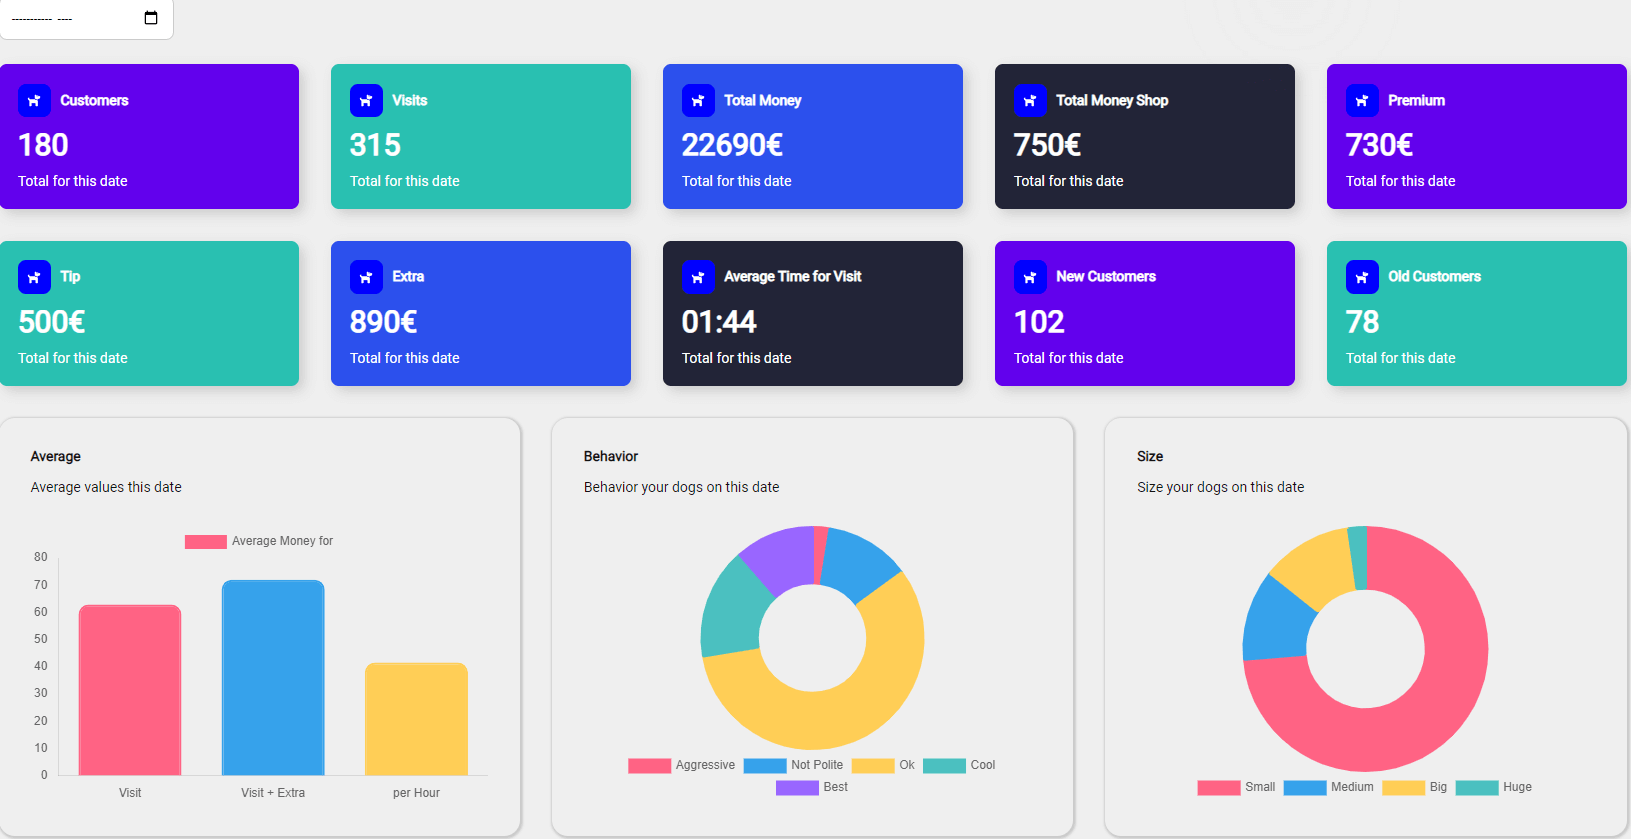 ----------- ----
Customers
180
Total for this date
Visits
315
Total for this date
Total Money
22690€
Total for this date
Total Money Shop
750€
Total for this date
Premium
730€
Total for this date
Tip
500€
Total for this date
Extra
890€
Total for this date
Average Time for Visit
01:44
Total for this date
New Customers
102
Total for this date
Old Customers
78
Total for this date
Average
Average values this date
Average Money for
80
70
60
50
40
30
20
10
0
Visit Visit + Extra per Hour
Behavior
Behavior your dogs on this date
Aggressive Not Polite Ok Cool
Best
Size
Size your dogs on this date
Small Medium Big Huge